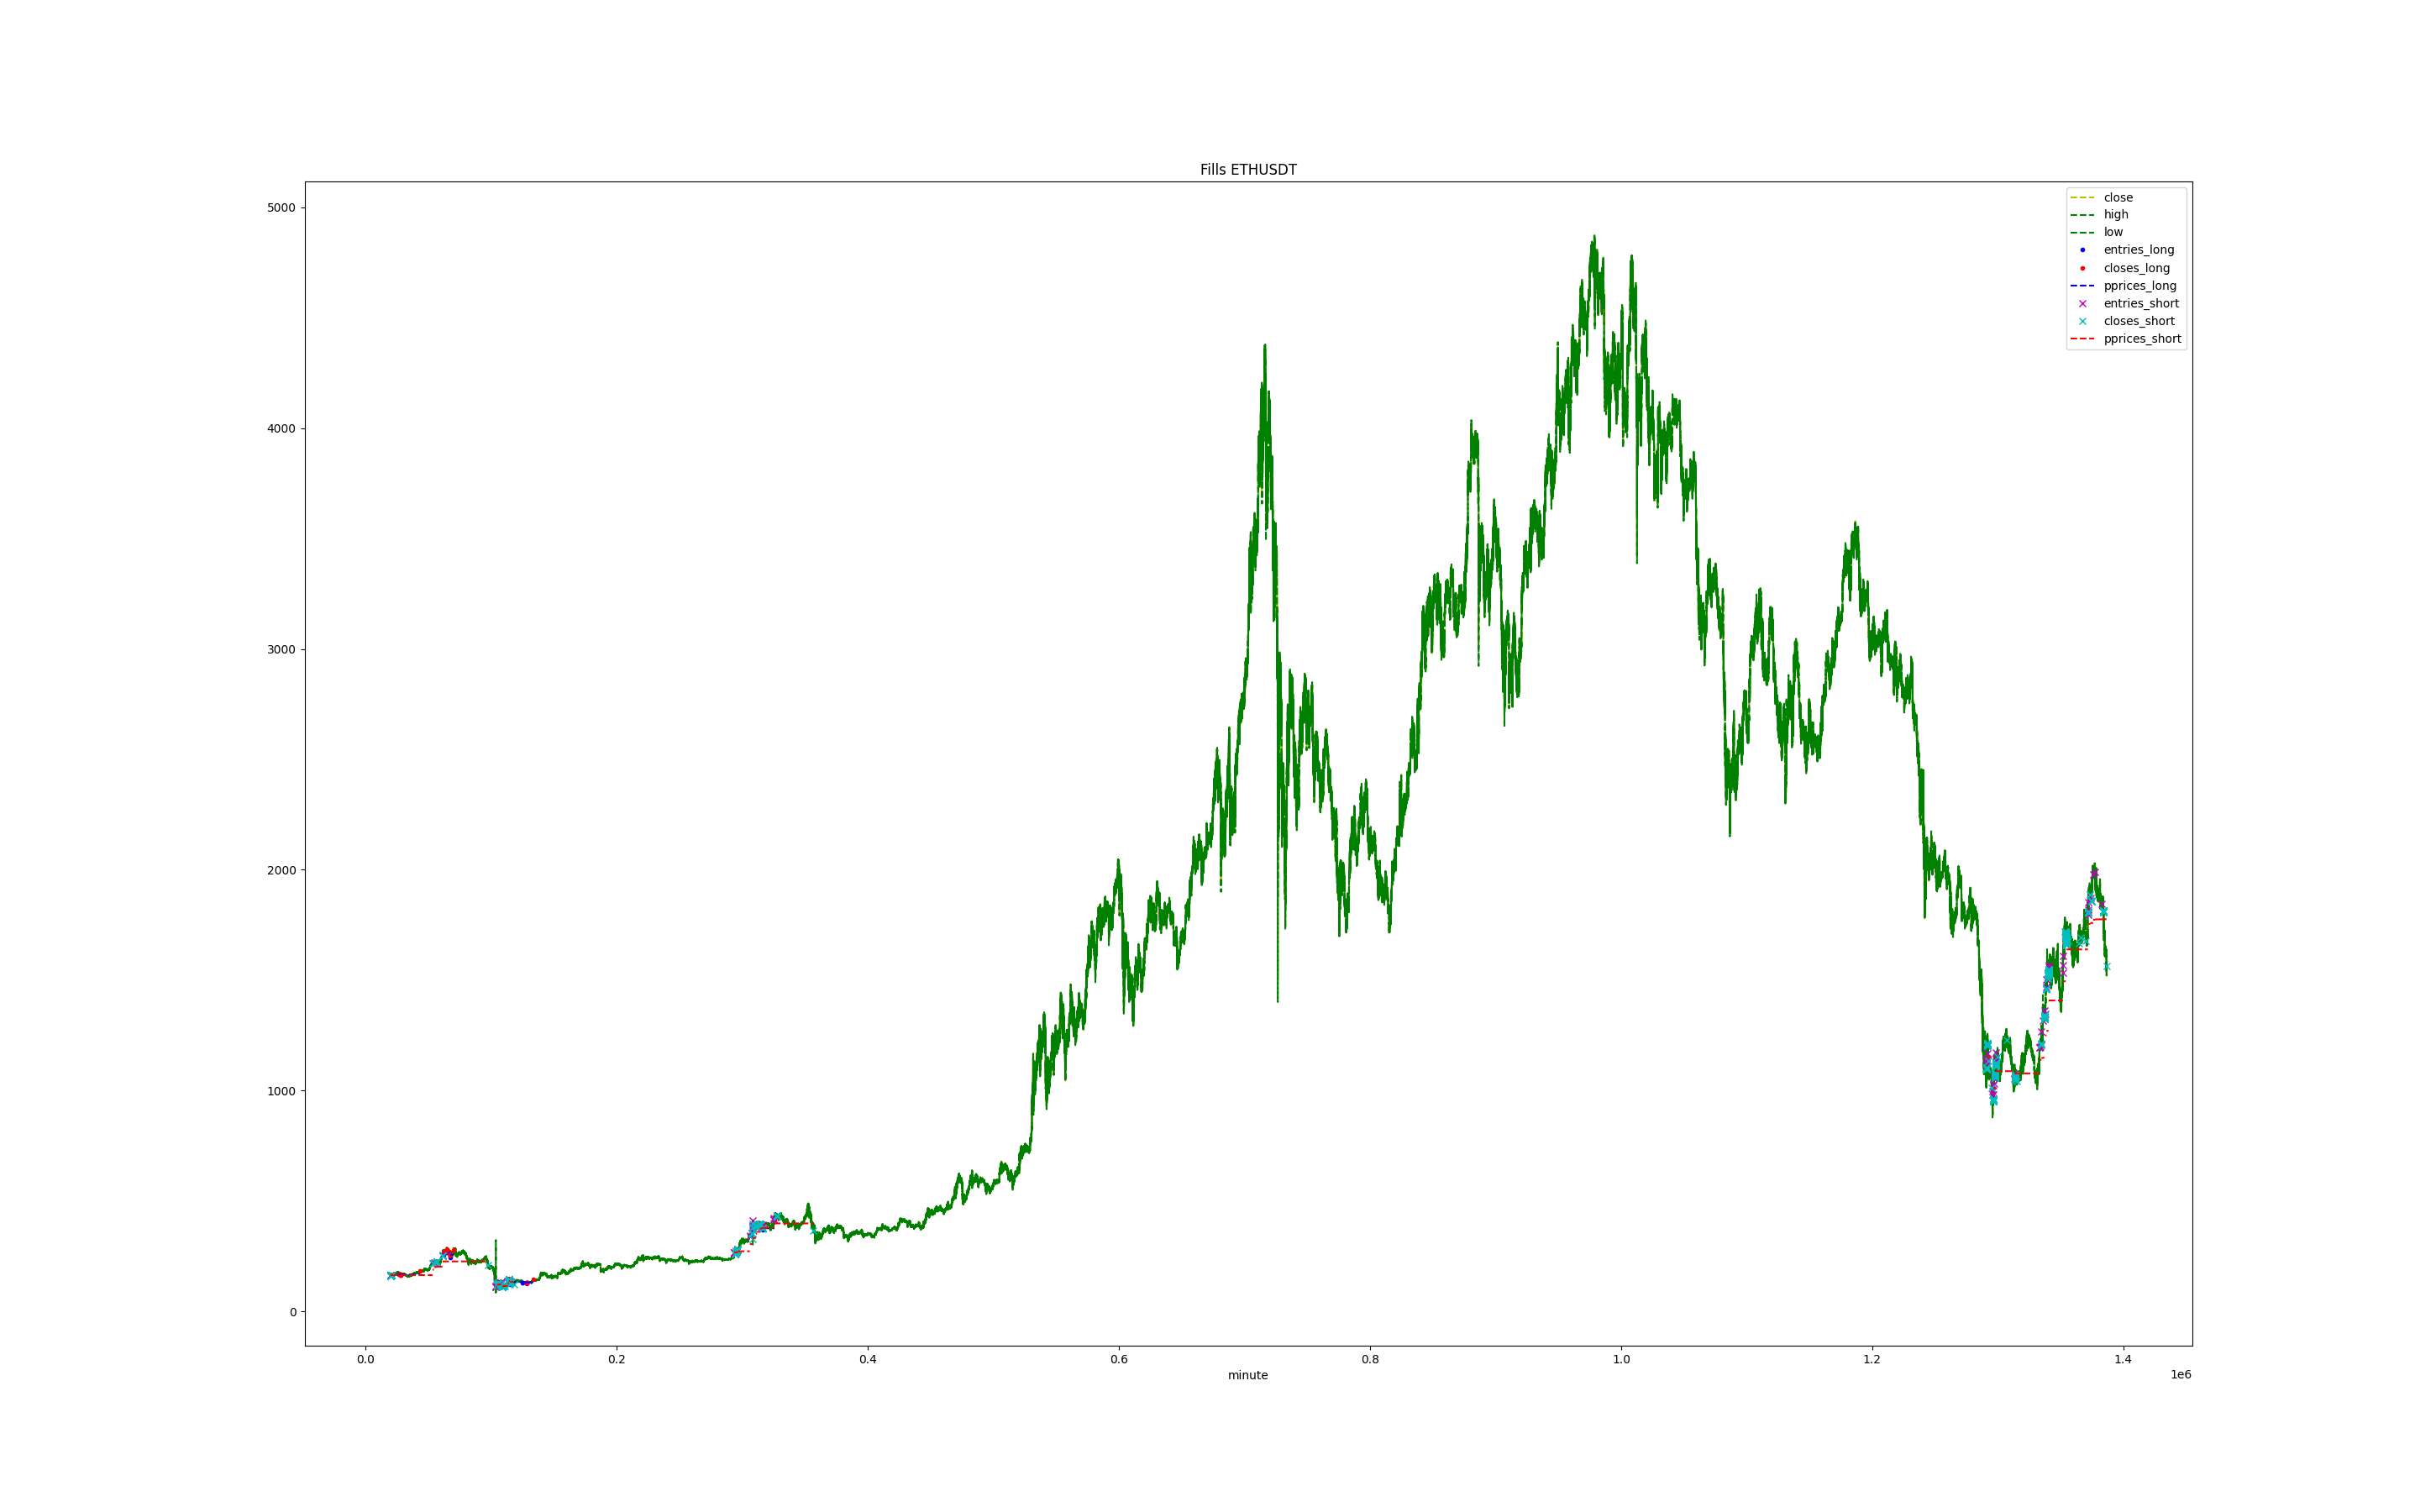 Fills ETHUSDT
5000
4000
3000
2000
1000
0
close
high
low
entries_long
closes_long
pprices_long
entries_short
closes_short
pprices_short
0.0 0.2 0.4 0.6 0.8 1.0 1.2 1.4
minute
1e6